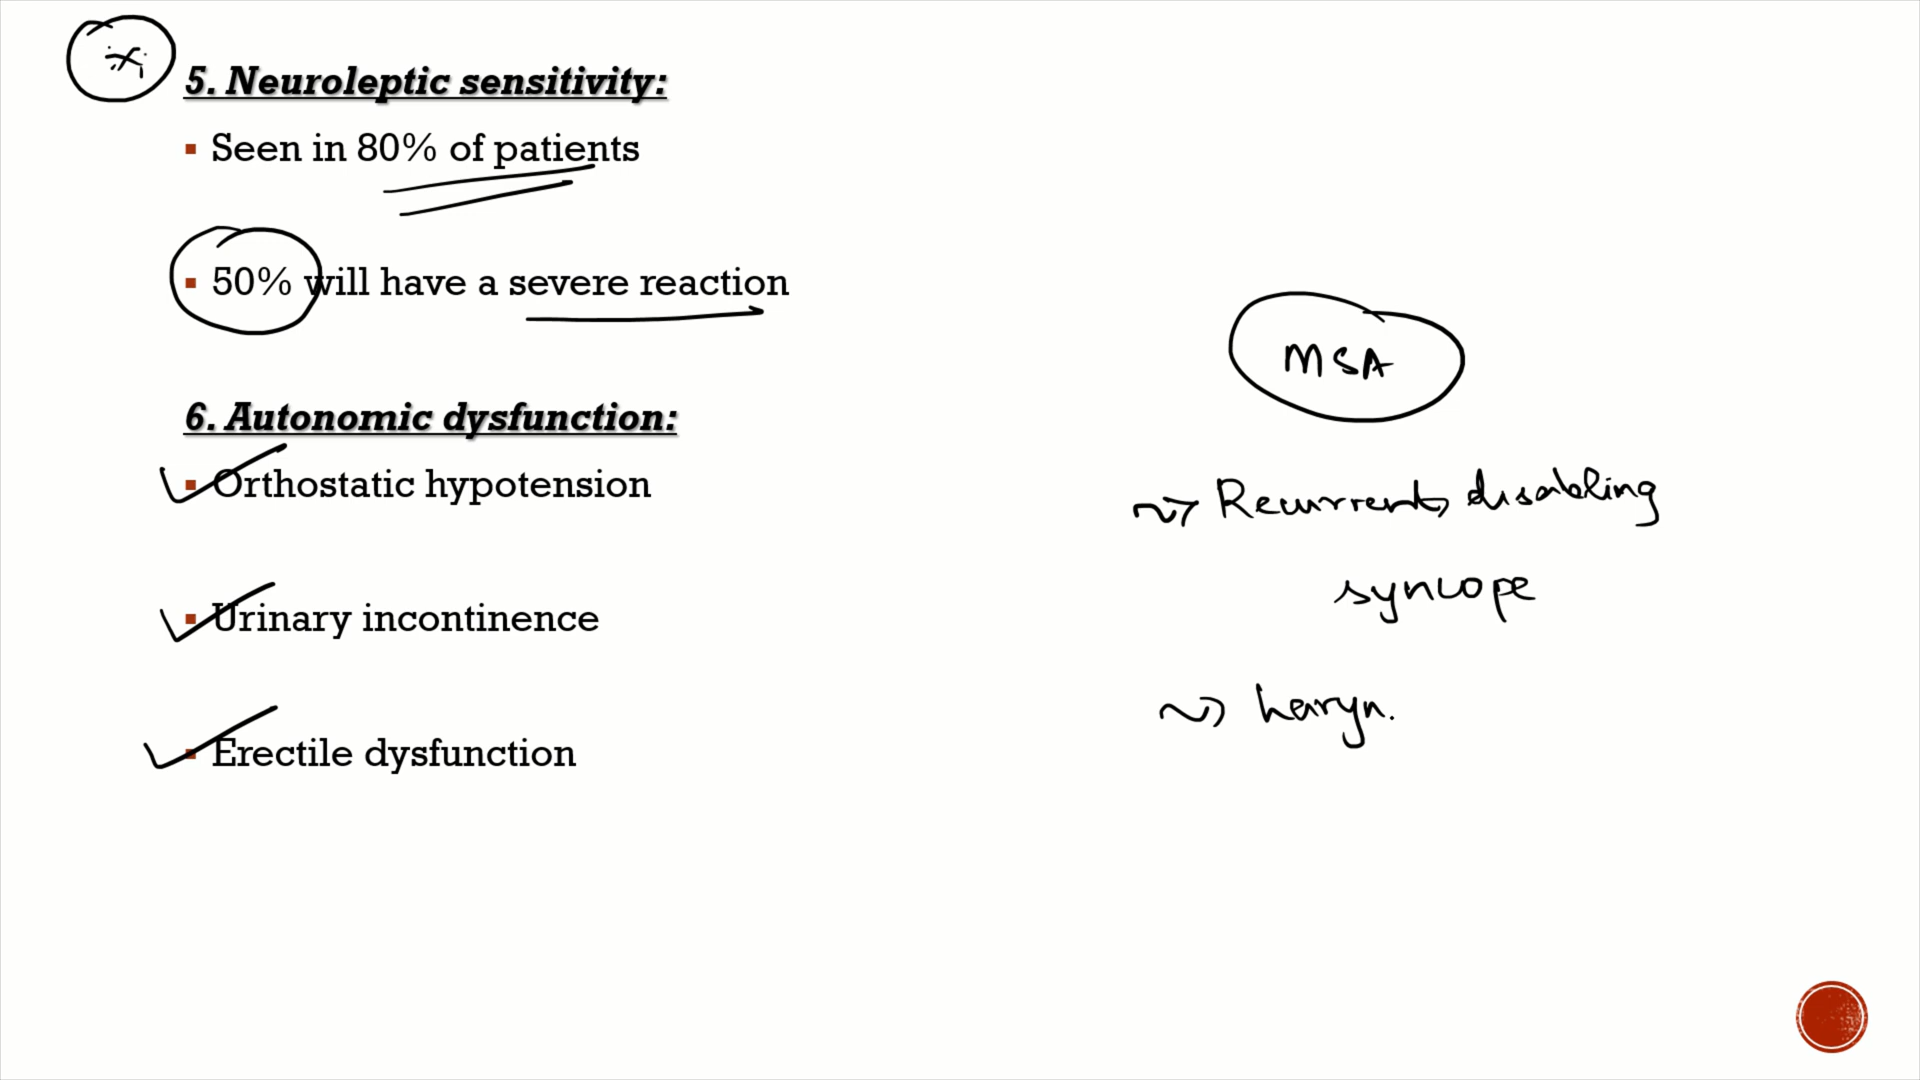 5. Neuroleptic sensitivity:
Seen in 80% of patients
50% will have a severe reaction
6. Autonomic dysfunction:
Orthostatic hypotension
Urinary incontinence
Erectile dysfunction
MSA
Recurrent, disabling
syncope
Laryn.